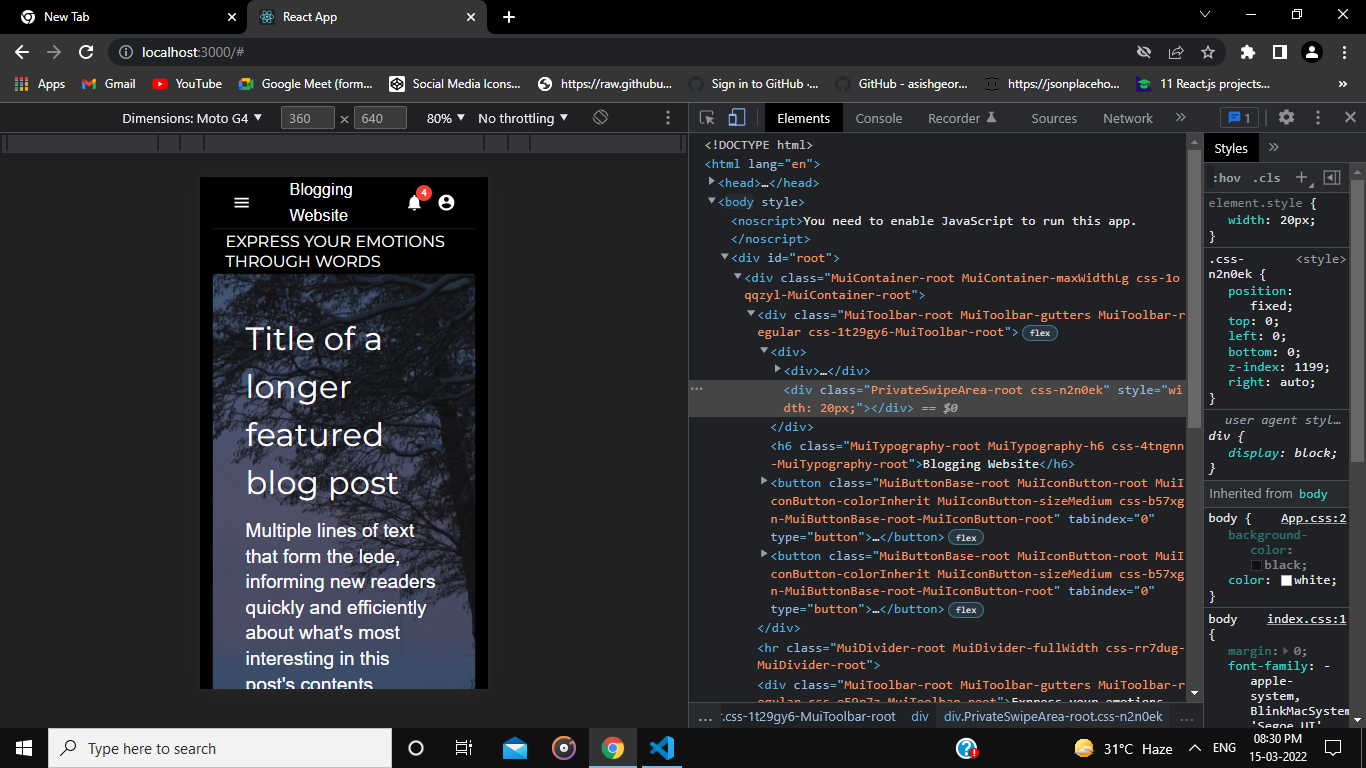 New Tab
React App
localhost:3000/#
Apps
Gmail
YouTube
Google Meet (form...
Social Media Icons...
https://raw.githubu...
Sign in to GitHub ·...
GitHub - asishgeor...
https://jsonplaceho...
11 React.js projects...
»
Dimensions: Moto G4
360
×
640
80%
No throttling
Blogging
Website
4
EXPRESS YOUR EMOTIONS
THROUGH WORDS
Title of a
longer
featured
blog post
Multiple lines of text
that form the lede,
informing new readers
quickly and efficiently
about what's most
interesting in this
post's contents
Elements
Console
Recorder
Sources
Network
»
1
<!DOCTYPE html>
<html lang="en">
<head>…</head>
<body style>
<noscript>You need to enable JavaScript to run this app.
</noscript>
<div id="root">
<div class="MuiContainer-root MuiContainer-maxWidthLg css-1o
qqzyl-MuiContainer-root">
<div class="MuiToolbar-root MuiToolbar-gutters MuiToolbar-r
egular css-1t29gy6-MuiToolbar-root"> flex
<div>
<div>…</div>
<div class="PrivateSwipeArea-root css-n2n0ek" style="wi
dth: 20px;"></div> == $0
</div>
<h6 class="MuiTypography-root MuiTypography-h6 css-4tngnn
-MuiTypography-root">Blogging Website</h6>
<button class="MuiButtonBase-root MuiIconButton-root MuiI
conButton-colorInherit MuiIconButton-sizeMedium css-b57xg
n-MuiButtonBase-root-MuiIconButton-root" tabindex="0"
type="button">…</button> flex
<button class="MuiButtonBase-root MuiIconButton-root MuiI
conButton-colorInherit MuiIconButton-sizeMedium css-b57xg
n-MuiButtonBase-root-MuiIconButton-root" tabindex="0"
type="button">…</button> flex
</div>
<hr class="MuiDivider-root MuiDivider-fullWidth css-rr7dug-
MuiDivider-root">
<div class="MuiToolbar-root MuiToolbar-gutters MuiToolbar-r
... r.css-1t29gy6-MuiToolbar-root div div.PrivateSwipeArea-root.css-n2n0ek ...
Styles
»
:hov .cls +
element.style {
width: 20px;
}
.css- <style>
n2n0ek {
position:
fixed;
top: 0;
left: 0;
bottom: 0;
z-index: 1199;
right: auto;
}
user agent styl…
div {
display: block;
}
Inherited from body
body { App.css:2
background-
color:
black;
color: white;
}
body index.css:1
{
margin: 0;
font-family: -
apple-
system,
BlinkMacSystem
'Segoe UI'
Type here to search
31°C Haze
ENG
08:30 PM
15-03-2022